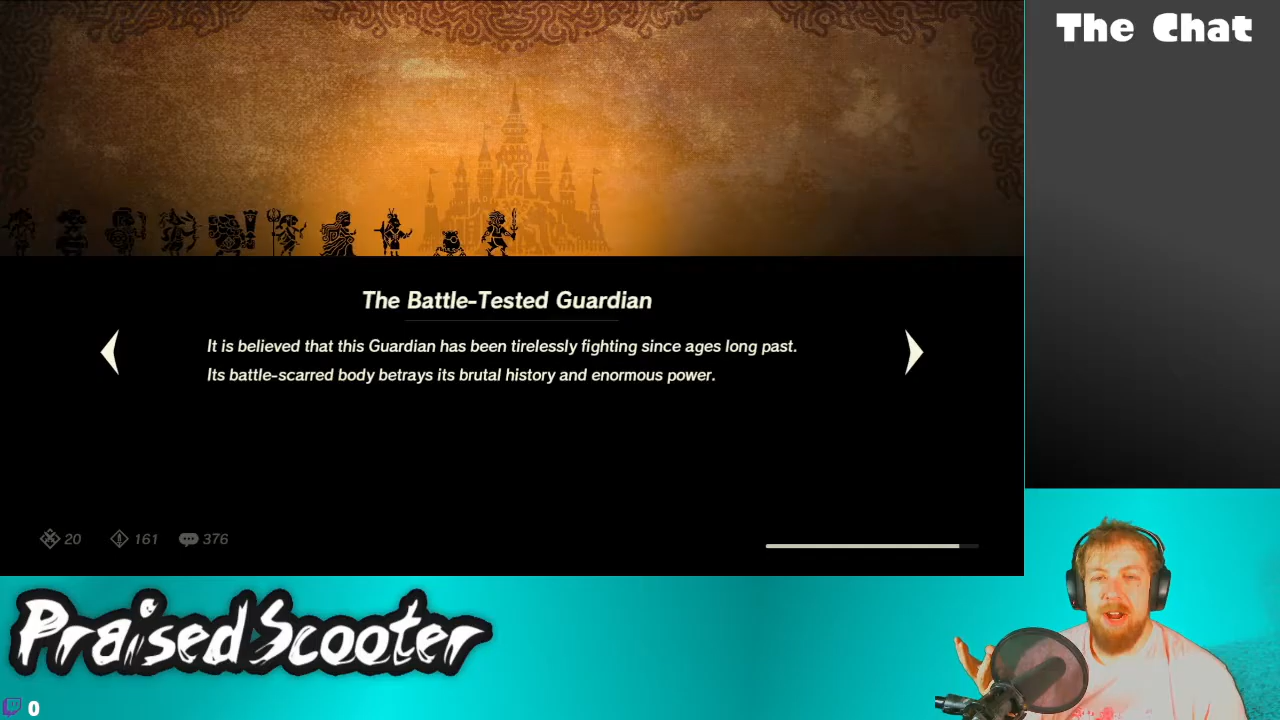 The Chat
The Battle-Tested Guardian
It is believed that this Guardian has been tirelessly fighting since ages long past.
Its battle-scarred body betrays its brutal history and enormous power.
20 161 376
PraisedScooter
0